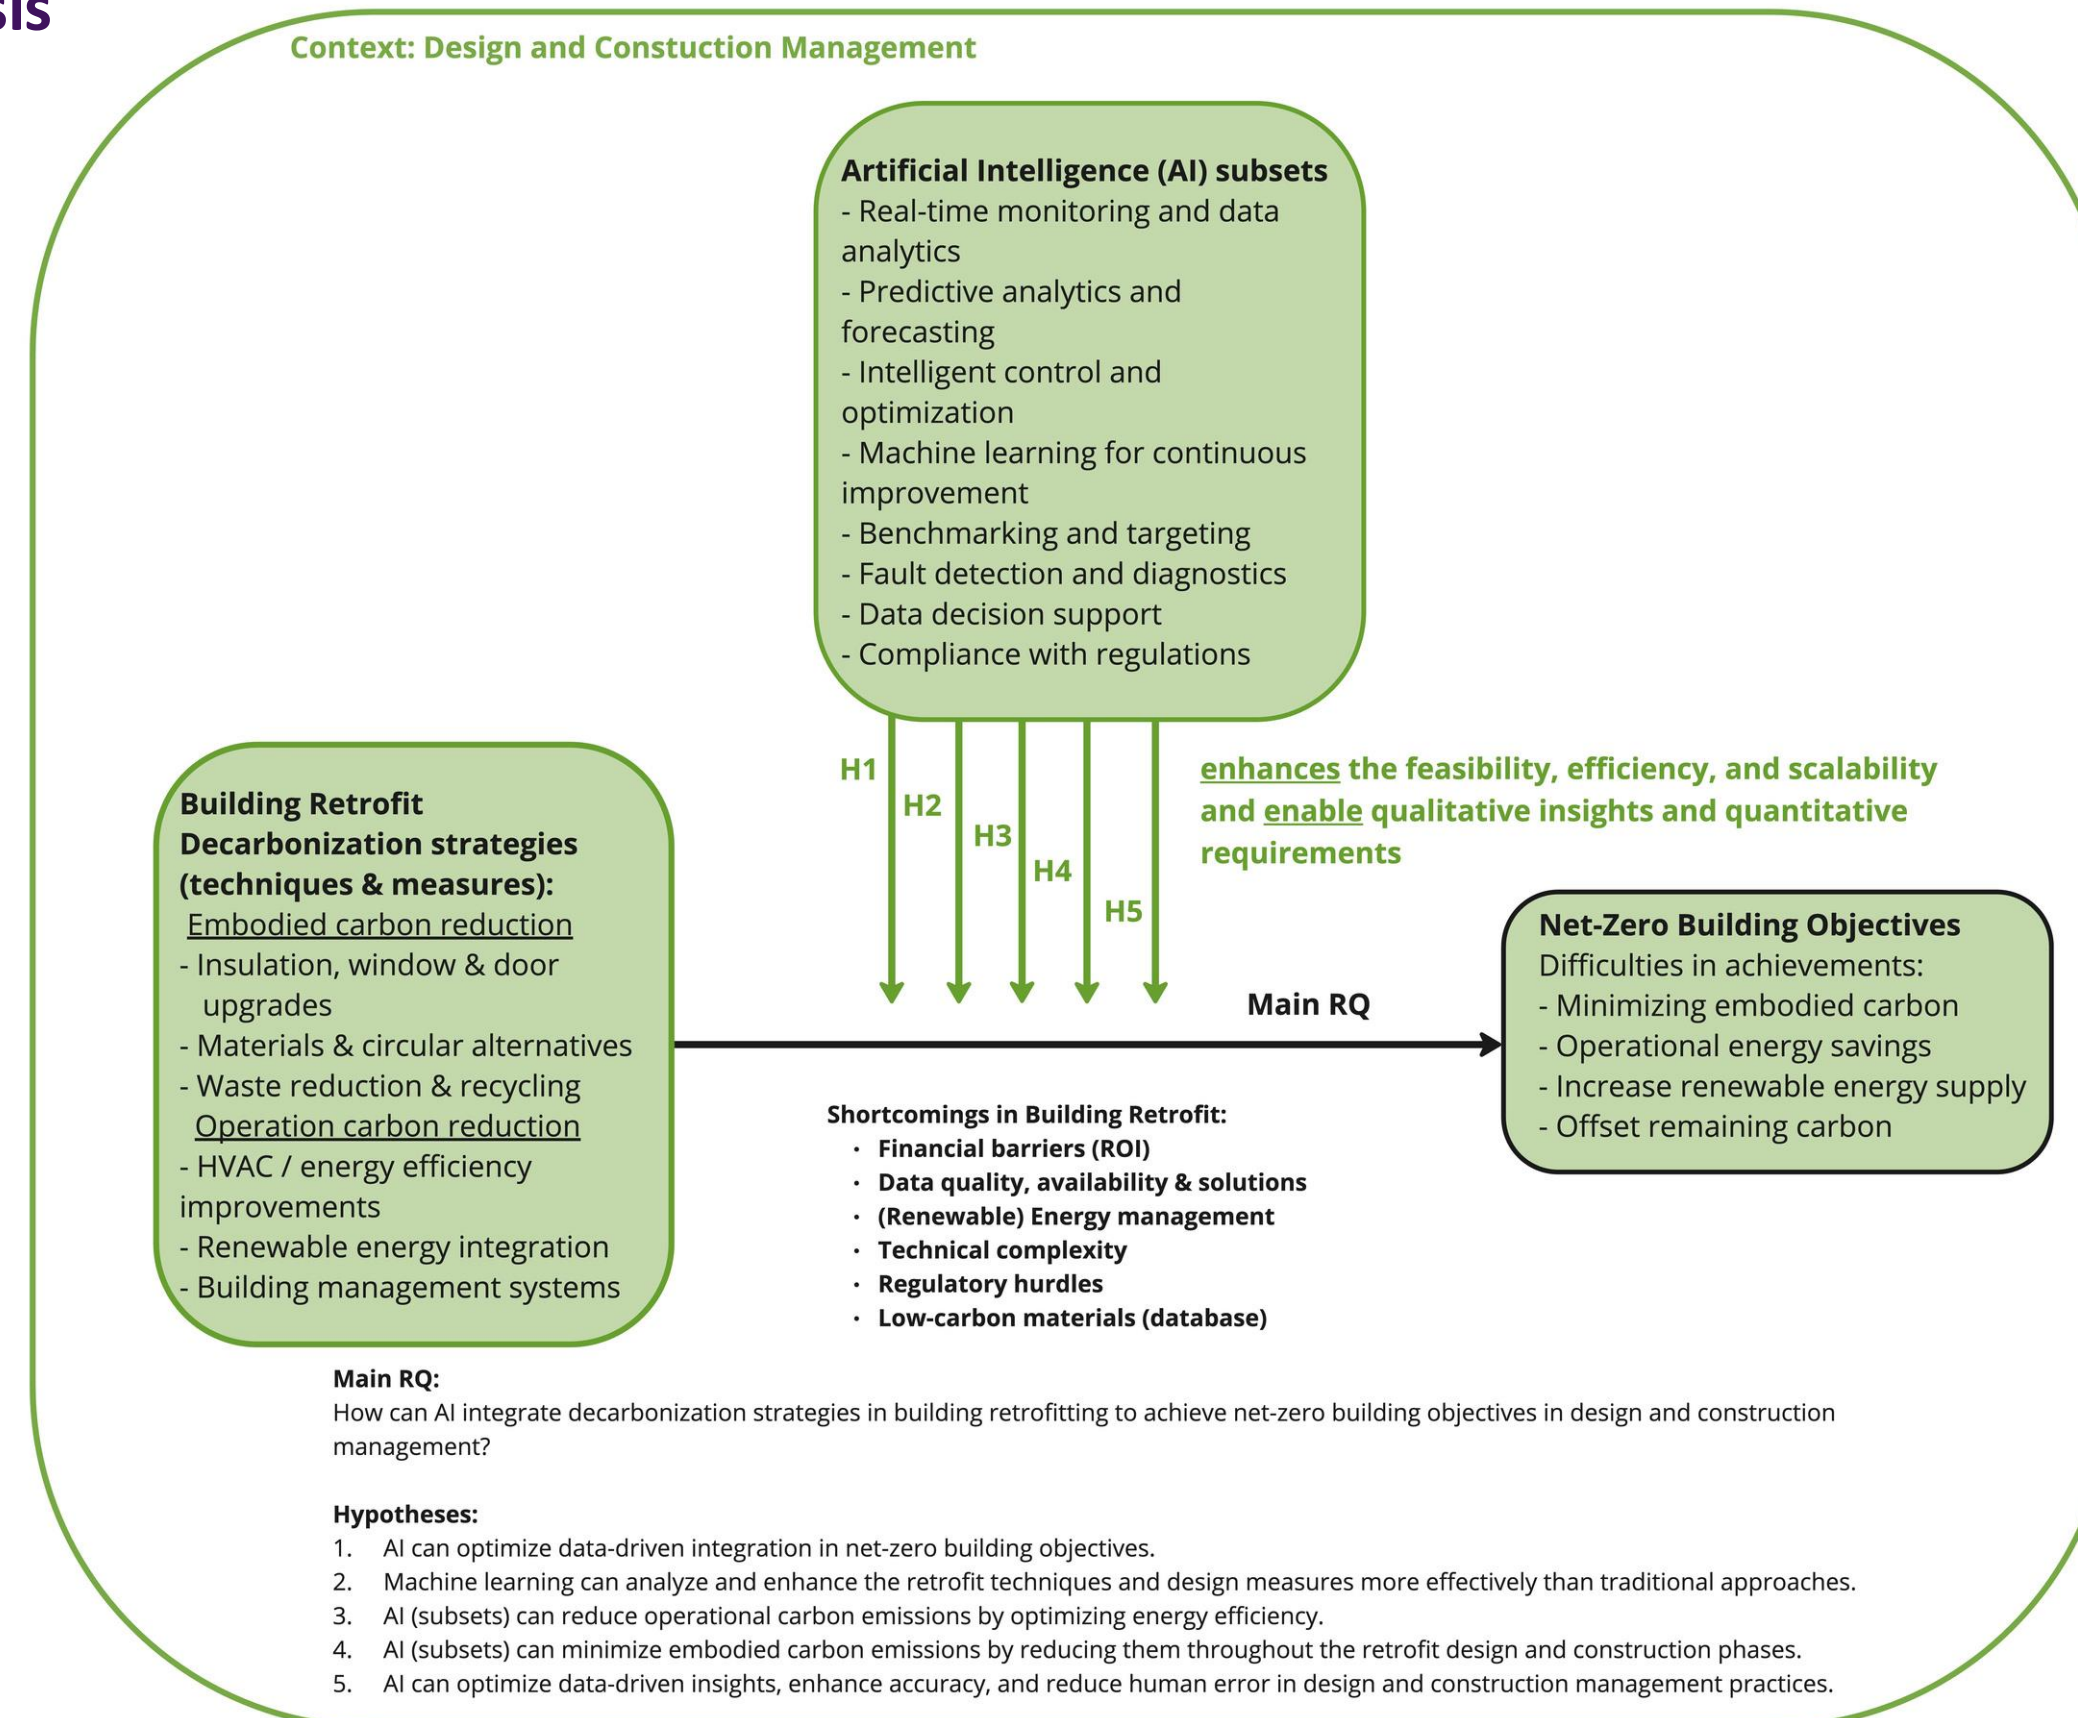 Context: Design and Constuction Management
Artificial Intelligence (AI) subsets
- Real-time monitoring and data
analytics
- Predictive analytics and
forecasting
- Intelligent control and
optimization
- Machine learning for continuous
improvement
- Benchmarking and targeting
- Fault detection and diagnostics
- Data decision support
- Compliance with regulations
H1
H2
H3
H4
H5
enhances the feasibility, efficiency, and scalability
and enable qualitative insights and quantitative
requirements
Building Retrofit
Decarbonization strategies
(techniques & measures):
Embodied carbon reduction
- Insulation, window & door
upgrades
- Materials & circular alternatives
- Waste reduction & recycling
Operation carbon reduction
- HVAC / energy efficiency
improvements
- Renewable energy integration
- Building management systems
Main RQ
Net-Zero Building Objectives
Difficulties in achievements:
- Minimizing embodied carbon
- Operational energy savings
- Increase renewable energy supply
- Offset remaining carbon
Shortcomings in Building Retrofit:
· Financial barriers (ROI)
· Data quality, availability & solutions
· (Renewable) Energy management
· Technical complexity
· Regulatory hurdles
· Low-carbon materials (database)
Main RQ:
How can AI integrate decarbonization strategies in building retrofitting to achieve net-zero building objectives in design and construction
management?
Hypotheses:
1. AI can optimize data-driven integration in net-zero building objectives.
2. Machine learning can analyze and enhance the retrofit techniques and design measures more effectively than traditional approaches.
3. AI (subsets) can reduce operational carbon emissions by optimizing energy efficiency.
4. AI (subsets) can minimize embodied carbon emissions by reducing them throughout the retrofit design and construction phases.
5. AI can optimize data-driven insights, enhance accuracy, and reduce human error in design and construction management practices.